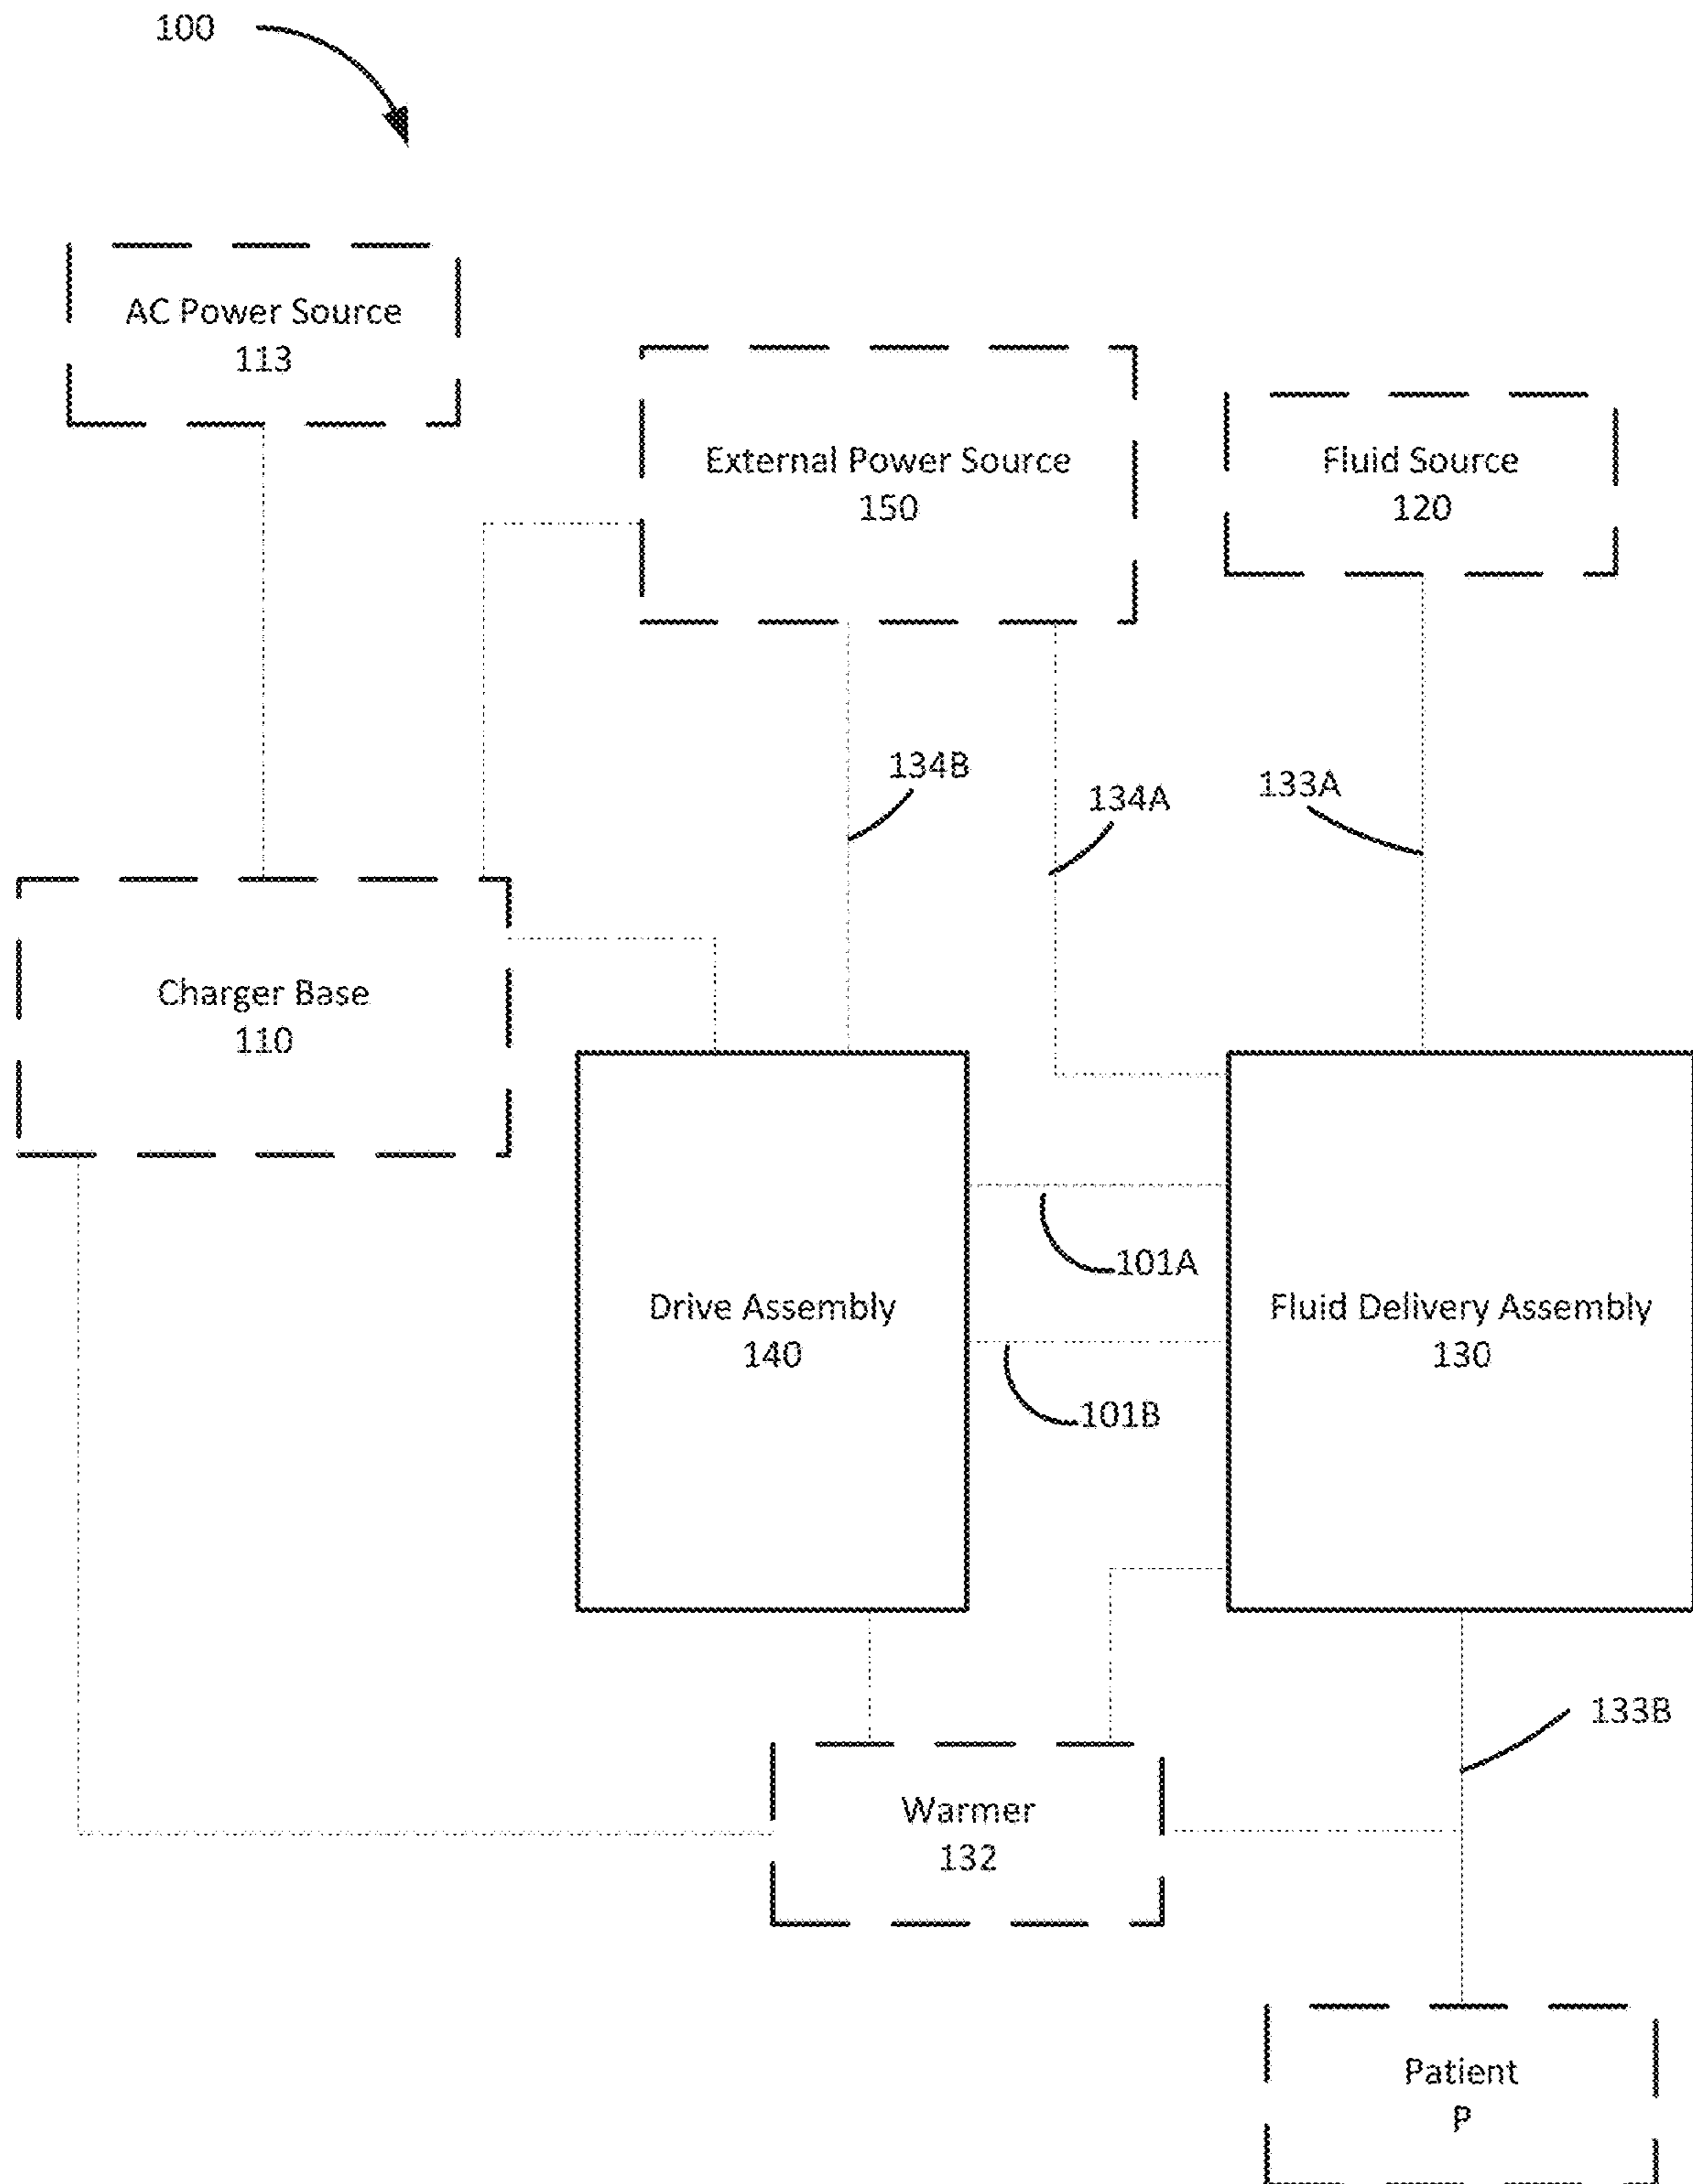 100
AC Power Source
113
External Power Source
150
Fluid Source
120
134B
134A
133A
Charger Base
110
101A
Drive Assembly
140
Fluid Delivery Assembly
130
101B
133B
Warmer
132
Patient
P